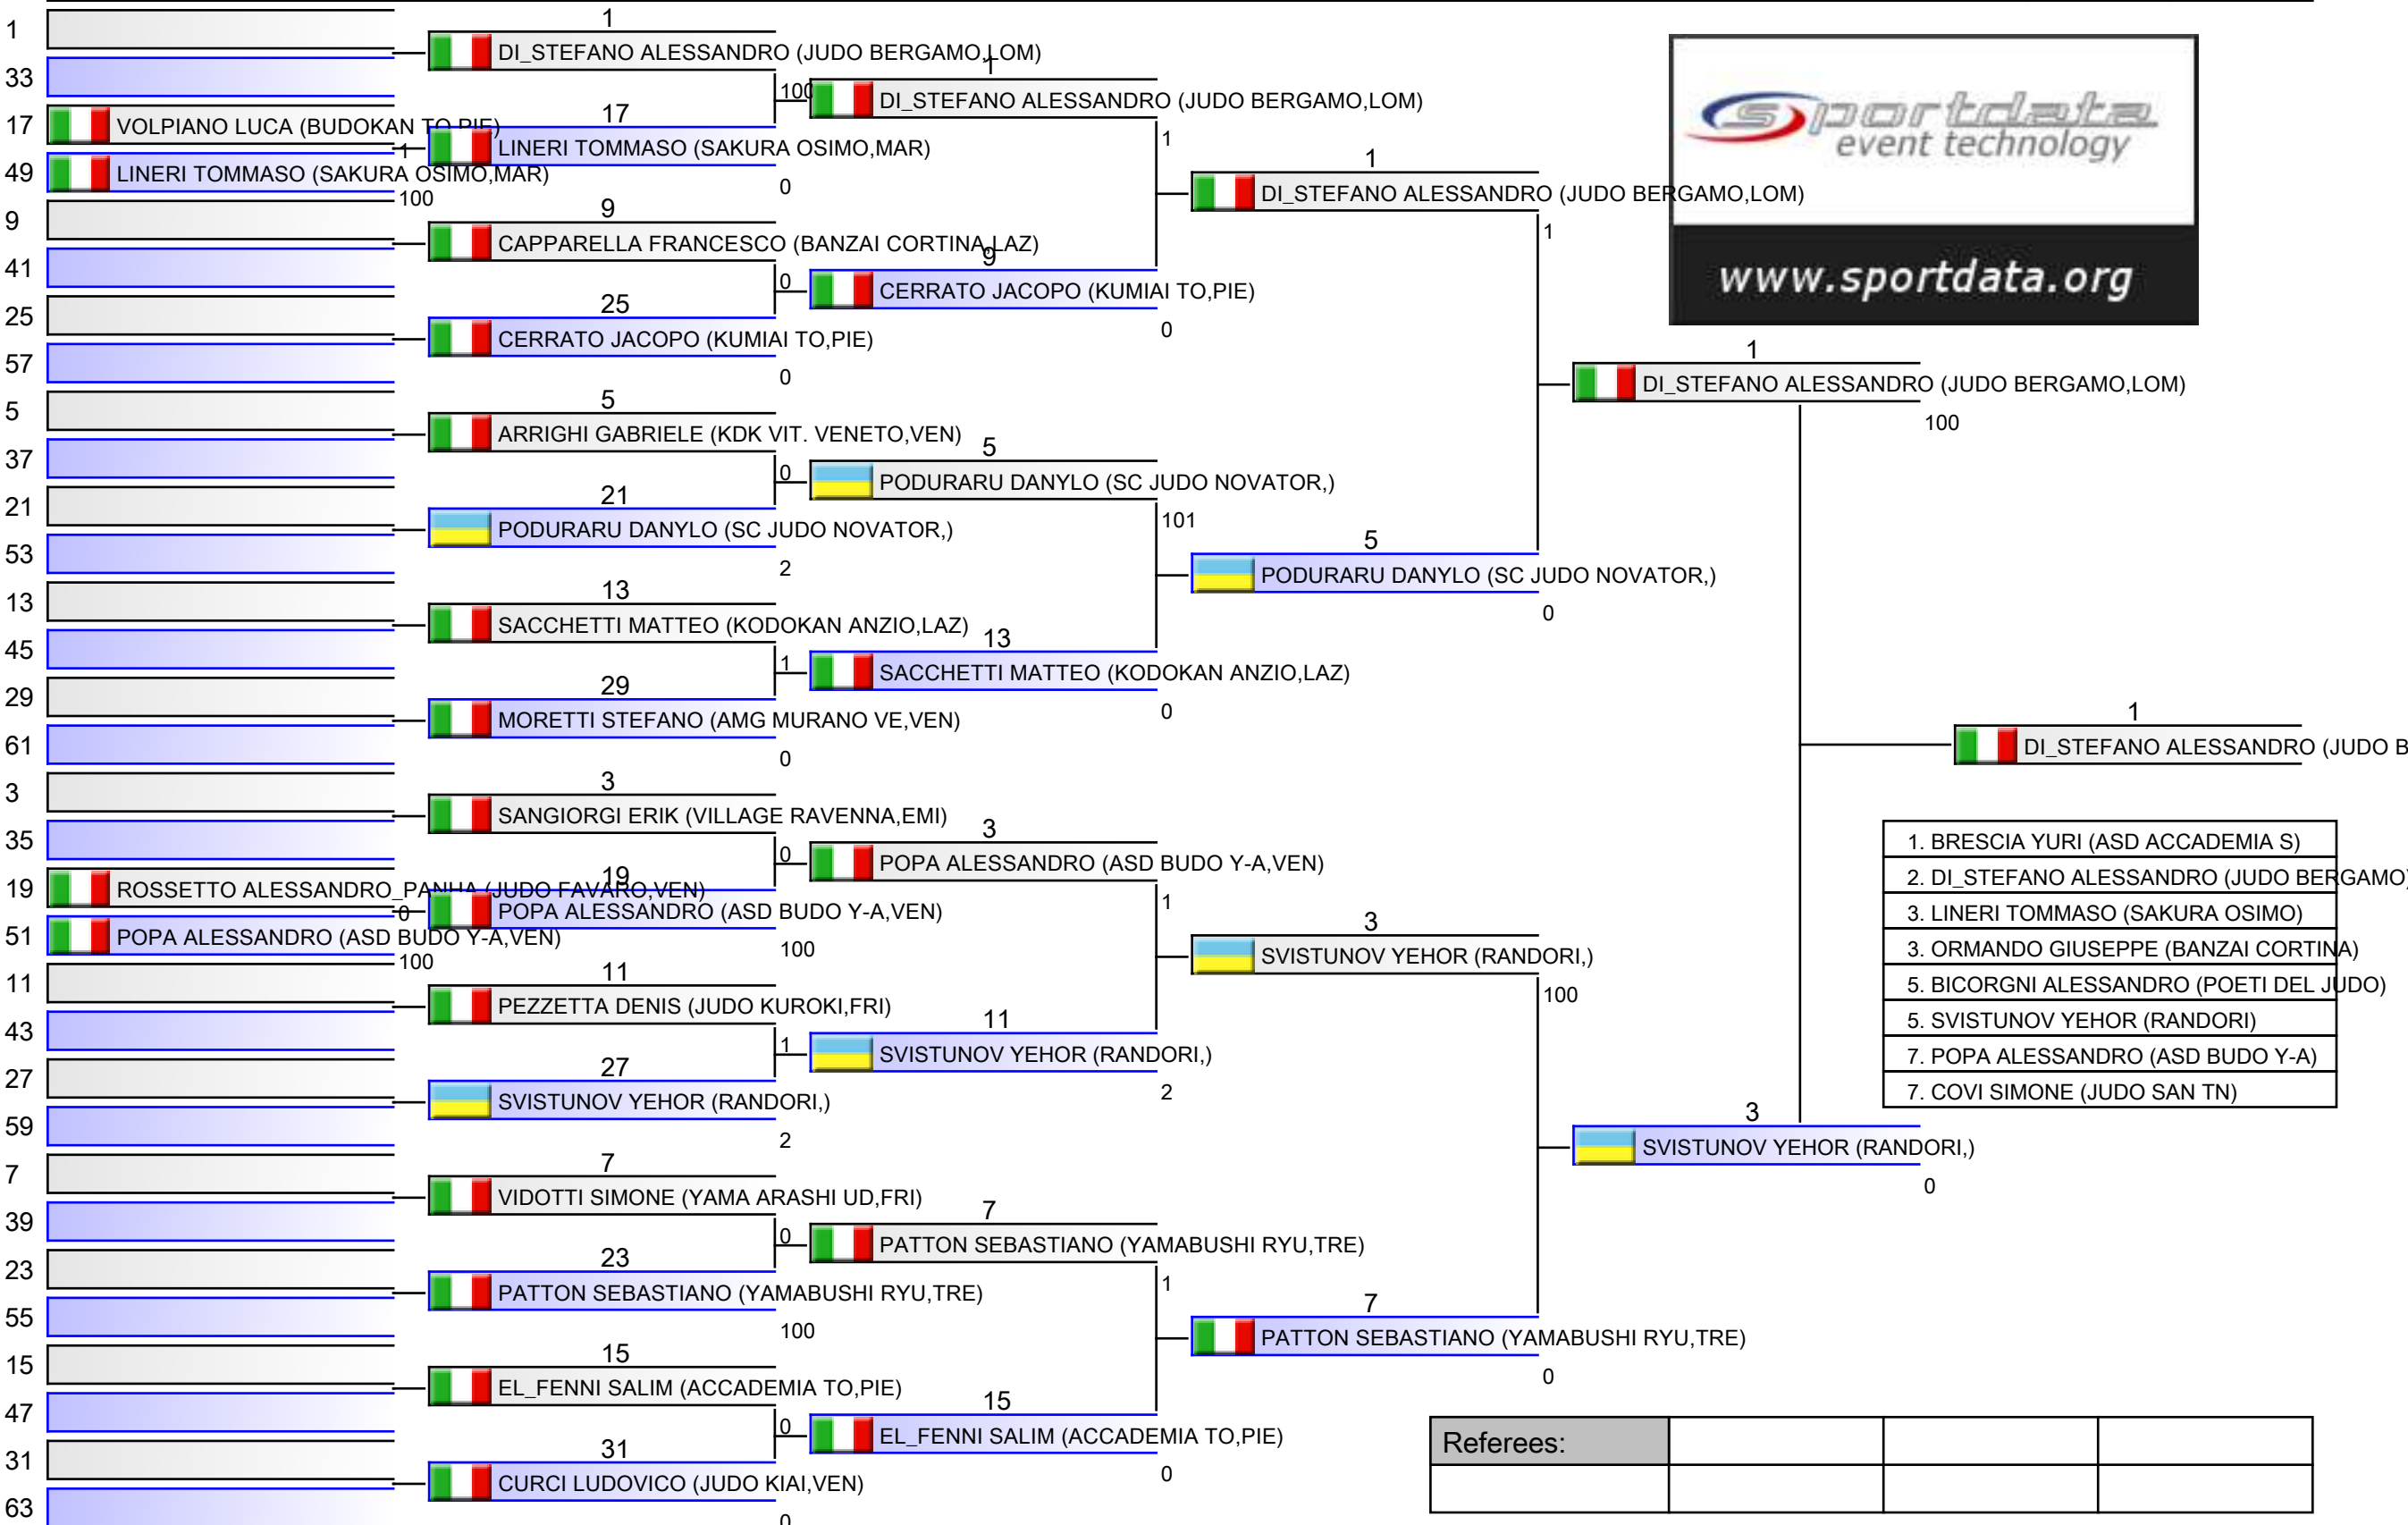 1
33
17 VOLPIANO LUCA (BUDOKAN TO,PIE)
1
49 LINERI TOMMASO (SAKURA OSIMO,MAR)
100
9
41
25
57
5
37
21
53
13
45
29
61
3
35
19 ROSSETTO ALESSANDRO_PANHA (JUDO FAVARO,VEN)
0
51 POPA ALESSANDRO (ASD BUDO Y-A,VEN)
100
11
43
27
59
7
39
23
55
15
47
31
63
1
DI_STEFANO ALESSANDRO (JUDO BERGAMO,LOM)
100
17
LINERI TOMMASO (SAKURA OSIMO,MAR)
0
9
CAPPARELLA FRANCESCO (BANZAI CORTINA,LAZ)
0
25
CERRATO JACOPO (KUMIAI TO,PIE)
0
5
ARRIGHI GABRIELE (KDK VIT. VENETO,VEN)
0
21
PODURARU DANYLO (SC JUDO NOVATOR,)
2
13
SACCHETTI MATTEO (KODOKAN ANZIO,LAZ)
1
29
MORETTI STEFANO (AMG MURANO VE,VEN)
0
3
SANGIORGI ERIK (VILLAGE RAVENNA,EMI)
0
19
POPA ALESSANDRO (ASD BUDO Y-A,VEN)
100
11
PEZZETTA DENIS (JUDO KUROKI,FRI)
1
27
SVISTUNOV YEHOR (RANDORI,)
2
7
VIDOTTI SIMONE (YAMA ARASHI UD,FRI)
0
23
PATTON SEBASTIANO (YAMABUSHI RYU,TRE)
100
15
EL_FENNI SALIM (ACCADEMIA TO,PIE)
0
31
CURCI LUDOVICO (JUDO KIAI,VEN)
0
1
DI_STEFANO ALESSANDRO (JUDO BERGAMO,LOM)
1
9
CERRATO JACOPO (KUMIAI TO,PIE)
0
5
PODURARU DANYLO (SC JUDO NOVATOR,)
101
13
SACCHETTI MATTEO (KODOKAN ANZIO,LAZ)
0
3
POPA ALESSANDRO (ASD BUDO Y-A,VEN)
1
11
SVISTUNOV YEHOR (RANDORI,)
2
7
PATTON SEBASTIANO (YAMABUSHI RYU,TRE)
1
15
EL_FENNI SALIM (ACCADEMIA TO,PIE)
0
1
DI_STEFANO ALESSANDRO (JUDO BERGAMO,LOM)
1
5
PODURARU DANYLO (SC JUDO NOVATOR,)
0
3
SVISTUNOV YEHOR (RANDORI,)
100
7
PATTON SEBASTIANO (YAMABUSHI RYU,TRE)
0
sportdata
event technology
www.sportdata.org
1
DI_STEFANO ALESSANDRO (JUDO BERGAMO,LOM)
100
3
SVISTUNOV YEHOR (RANDORI,)
0
1
DI_STEFANO ALESSANDRO (JUDO B
1. BRESCIA YURI (ASD ACCADEMIA S)
2. DI_STEFANO ALESSANDRO (JUDO BERGAMO)
3. LINERI TOMMASO (SAKURA OSIMO)
3. ORMANDO GIUSEPPE (BANZAI CORTINA)
5. BICORGNI ALESSANDRO (POETI DEL JUDO)
5. SVISTUNOV YEHOR (RANDORI)
7. POPA ALESSANDRO (ASD BUDO Y-A)
7. COVI SIMONE (JUDO SAN TN)
Referees: